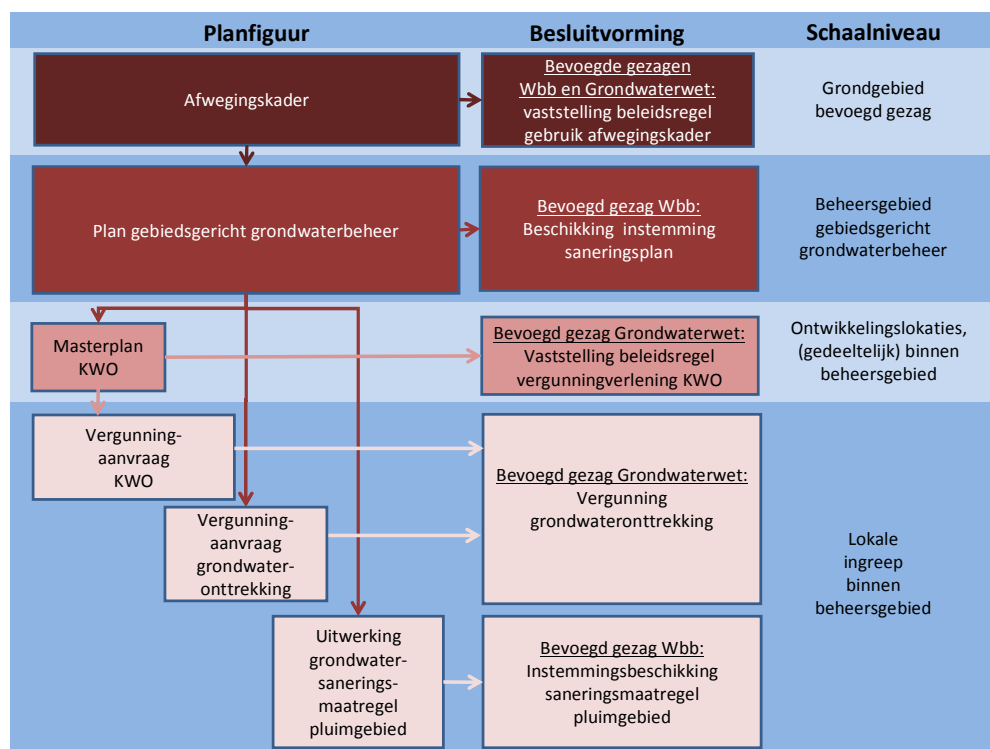 Planfiguur
Besluitvorming
Schaalniveau
Afwegingskader
Bevoegde gezagen
Wbb en Grondwaterwet:
vaststelling beleidsregel
gebruik afwegingskader
Grondgebied
bevoegd gezag
Plan gebiedsgericht grondwaterbeheer
Bevoegd gezag Wbb:
Beschikking instemming
saneringsplan
Beheersgebied
gebiedsgericht
grondwaterbeheer
Masterplan
KWO
Bevoegd gezag Grondwaterwet:
Vaststelling beleidsregel
vergunningverlening KWO
Ontwikkelingslokaties,
(gedeeltelijk) binnen
beheersgebied
Vergunning-
aanvraag
KWO
Bevoegd gezag Grondwaterwet:
Vergunning
grondwateronttrekking
Vergunning-
aanvraag
grondwater-
onttrekking
Lokale
ingreep
binnen
beheersgebied
Uitwerking
grondwater-
sanerings-
maatregel
pluimgebied
Bevoegd gezag Wbb:
Instemmingsbeschikking
saneringsmaatregel
pluimgebied